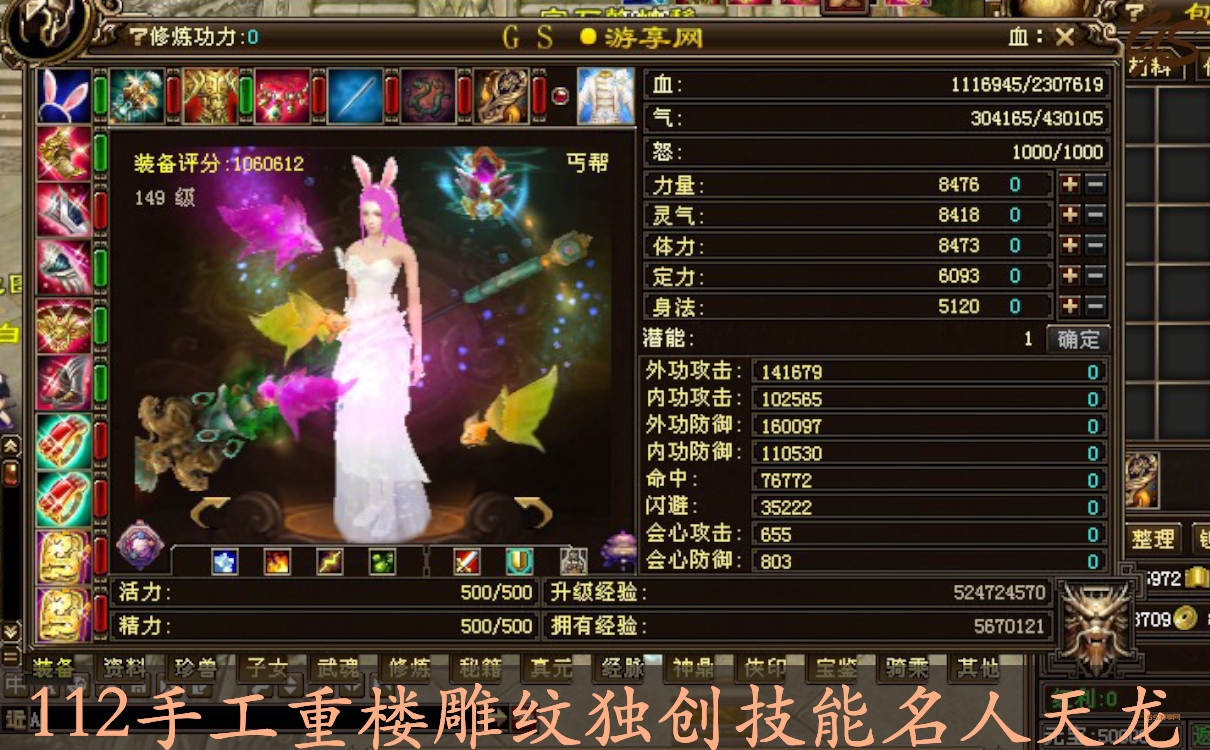 修炼功力:0
GS 游享网
血:
装备评分:1060612
丐帮
149 级
血: 1116945/2307619
气: 304165/430105
怒: 1000/1000
力量: 8476 0
灵气: 8418 0
体力: 8473 0
定力: 6093 0
身法: 5120 0
潜能: 1 确定
外功攻击: 141679 0
内功攻击: 102565 0
外功防御: 160097 0
内功防御: 110530 0
命中: 76772 0
闪避: 35222 0
会心攻击: 655 0
会心防御: 803 0
活力: 500/500 升级经验: 524724570
精力: 500/500 拥有经验: 5670121
材料
整理
5972
3709
装备 资料 珍兽 子女 武魂 修炼 秘籍 真元 经脉 神鼎 侠印 宝鉴 骑乘 其他
112手工重楼雕纹独创技能名人天龙
近